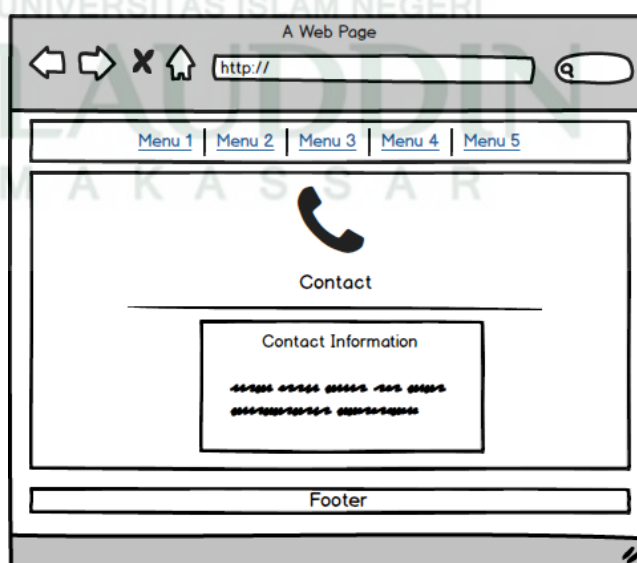 UNIVERSITAS ISLAM NEGERI
A Web Page
http://
LAUDDIN
Menu 1 | Menu 2 | Menu 3 | Menu 4 | Menu 5
MAKASSAR
Contact
Contact Information
Footer